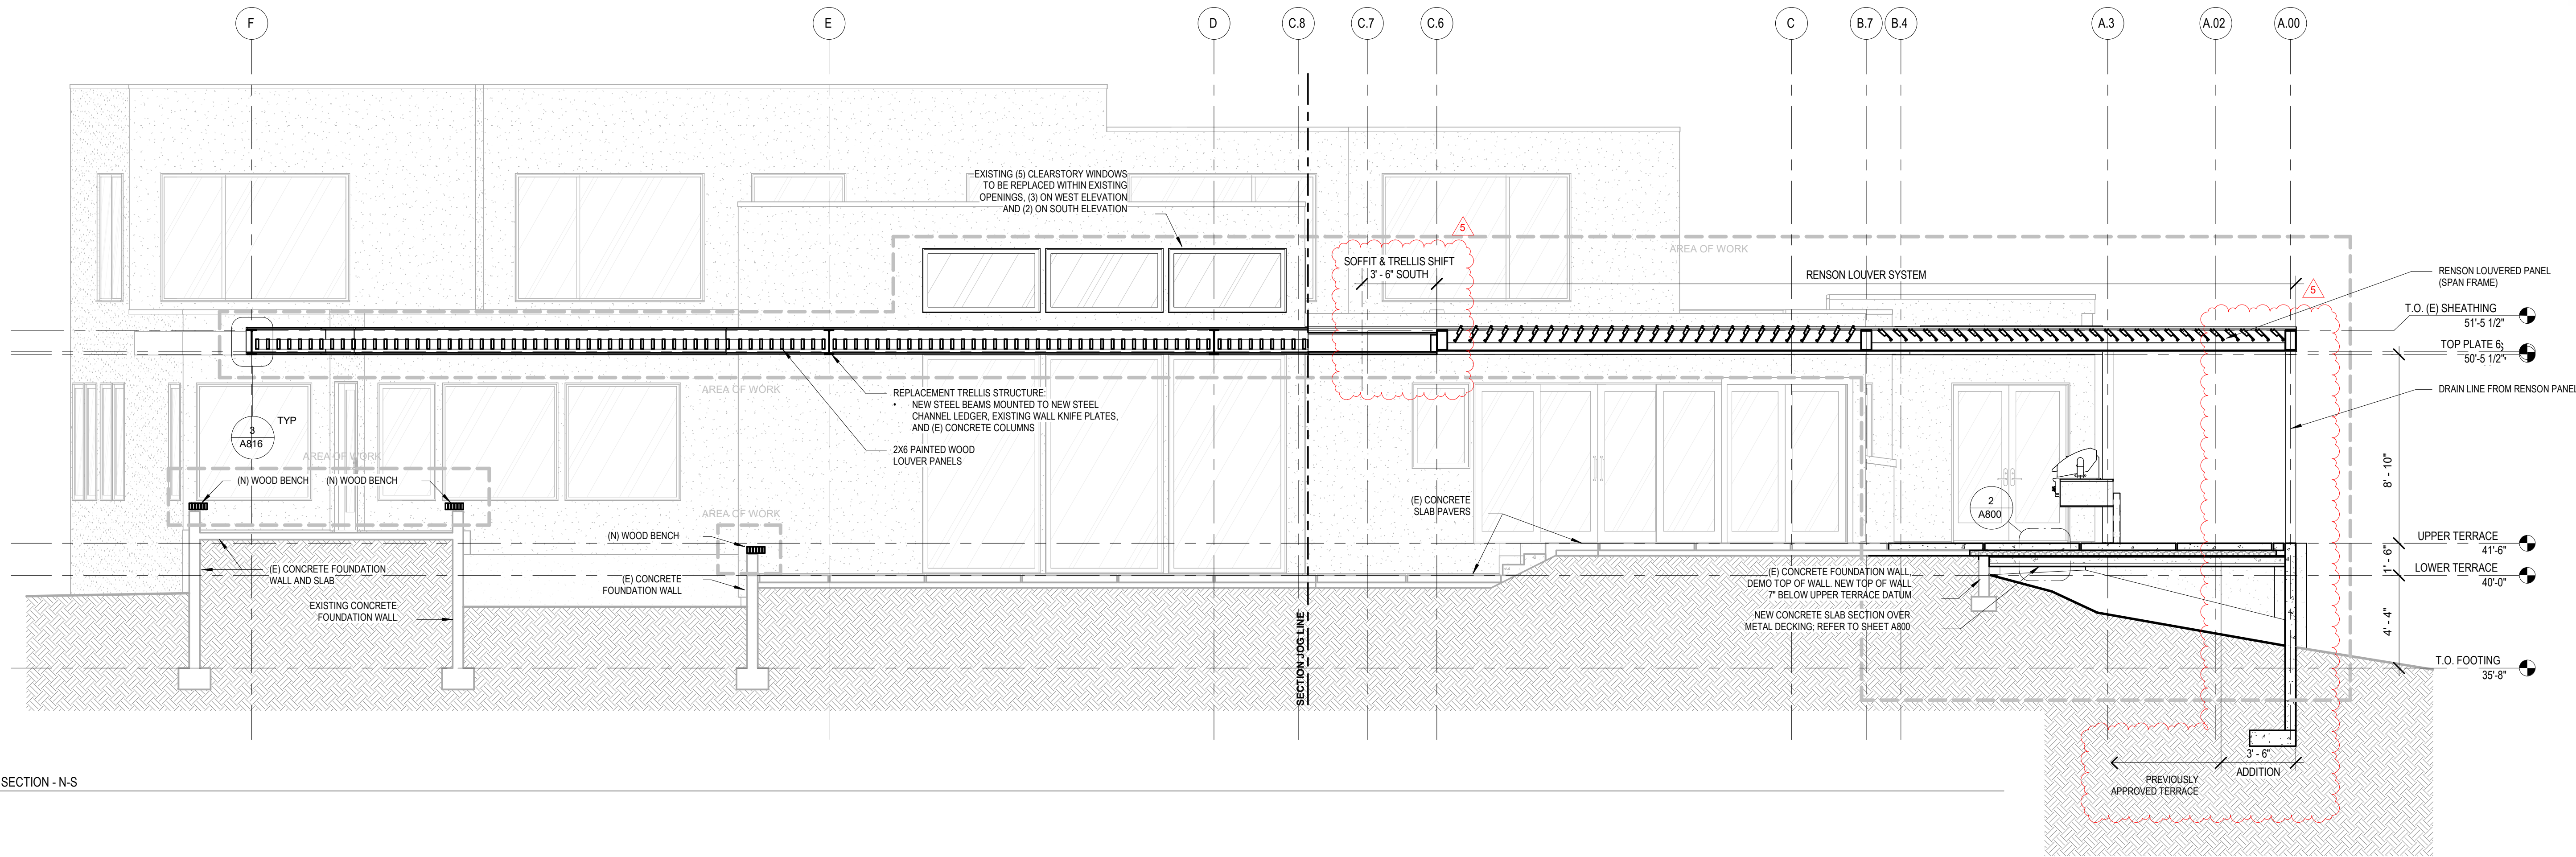 F
E
D
C.8
C.7
C.6
C
B.7
B.4
A.3
A.02
A.00
EXISTING (5) CLEARSTORY WINDOWS
TO BE REPLACED WITHIN EXISTING
OPENINGS, (3) ON WEST ELEVATION
AND (2) ON SOUTH ELEVATION
5
AREA OF WORK
SOFFIT & TRELLIS SHIFT
3' - 6" SOUTH
RENSON LOUVER SYSTEM
RENSON LOUVERED PANEL
(SPAN FRAME)
5
T.O. (E) SHEATHING
51'-5 1/2"
TOP PLATE 6
50'-5 1/2"
AREA OF WORK
REPLACEMENT TRELLIS STRUCTURE:
• NEW STEEL BEAMS MOUNTED TO NEW STEEL
CHANNEL LEDGER, EXISTING WALL KNIFE PLATES,
AND (E) CONCRETE COLUMNS
DRAIN LINE FROM RENSON PANEL
3
A816
TYP
2X6 PAINTED WOOD
LOUVER PANELS
AREA OF WORK
8' - 10"
(N) WOOD BENCH
(N) WOOD BENCH
(E) CONCRETE
SLAB PAVERS
2
A800
AREA OF WORK
(N) WOOD BENCH
UPPER TERRACE
41'-6"
1' - 6"
(E) CONCRETE FOUNDATION
WALL AND SLAB
(E) CONCRETE
FOUNDATION WALL
(E) CONCRETE FOUNDATION WALL,
DEMO TOP OF WALL. NEW TOP OF WALL
7" BELOW UPPER TERRACE DATUM
LOWER TERRACE
40'-0"
EXISTING CONCRETE
FOUNDATION WALL
NEW CONCRETE SLAB SECTION OVER
METAL DECKING; REFER TO SHEET A800
4' - 4"
SECTION JOG LINE
T.O. FOOTING
35'-8"
3' - 6"
ADDITION
PREVIOUSLY
APPROVED TERRACE
SECTION - N-S